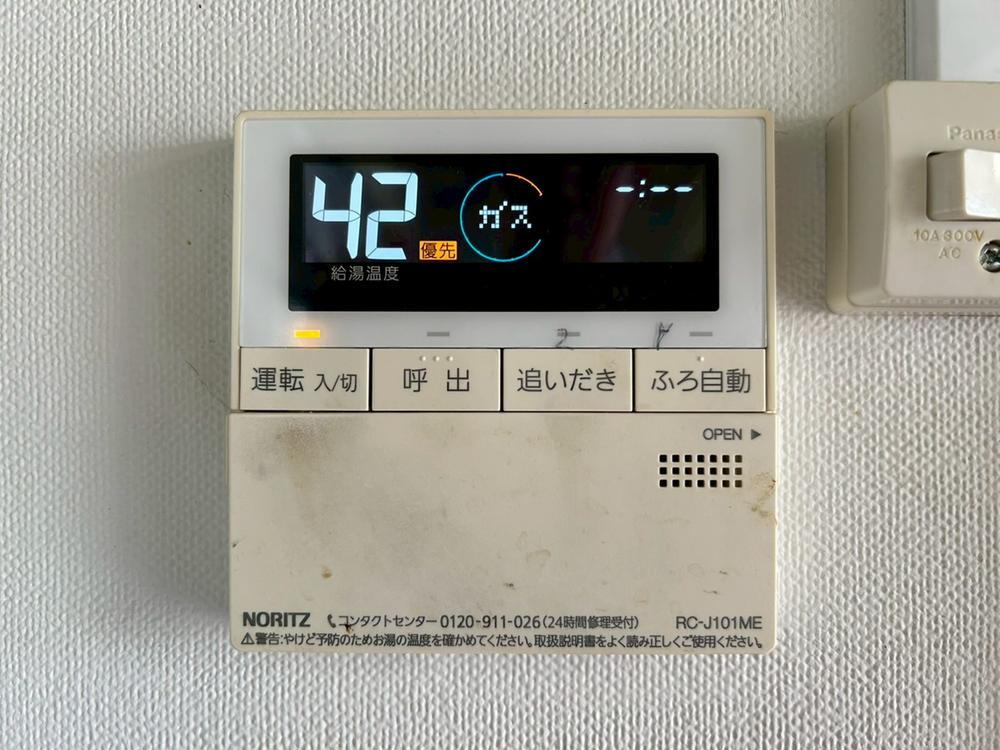 42
優先
給湯温度
ガス
-:--
運転 入/切
呼出
追いだき
ふろ自動
2
OPEN ▶
NORITZ コンタクトセンター 0120-911-026(24時間修理受付) RC-J101ME
⚠警告:やけど予防のためお湯の温度を確かめてください。取扱説明書をよく読み正しくご使用ください。
10A 300V
AC